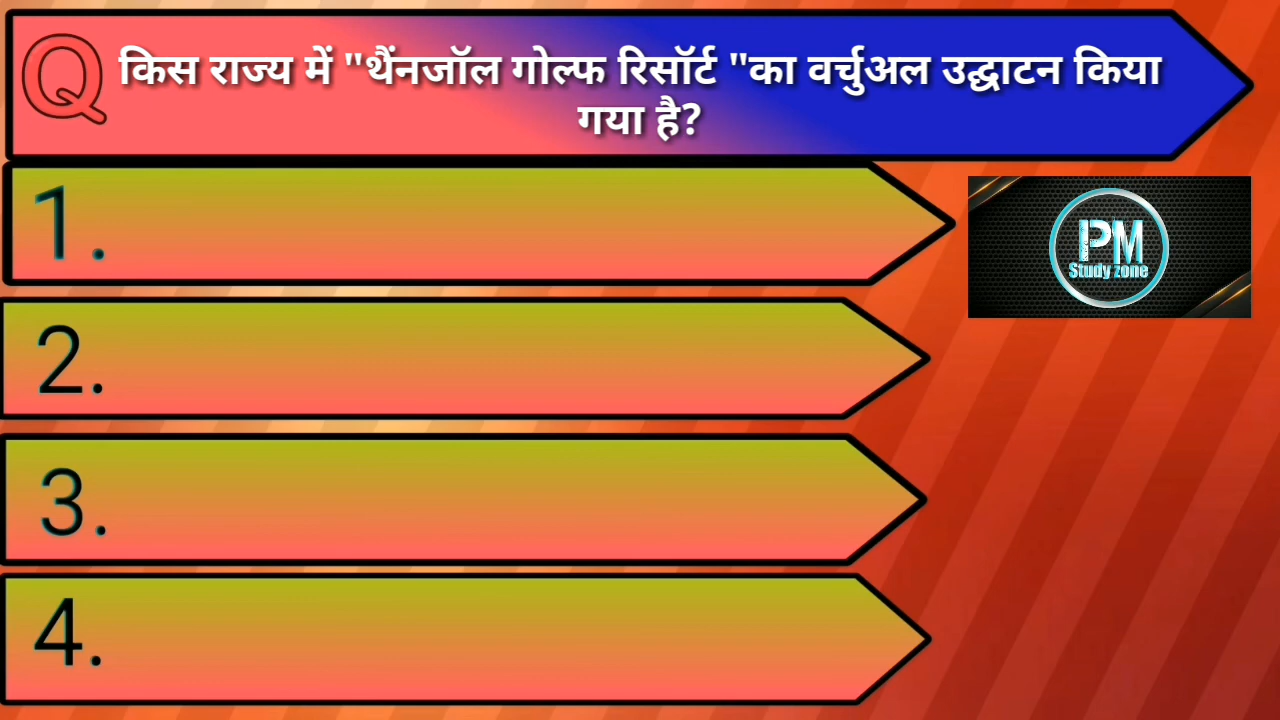 Q किस राज्य में "थैंनजॉल गोल्फ रिसॉर्ट "का वर्चुअल उद्घाटन किया
गया है?
1.
PM
Study zone
2.
3.
4.